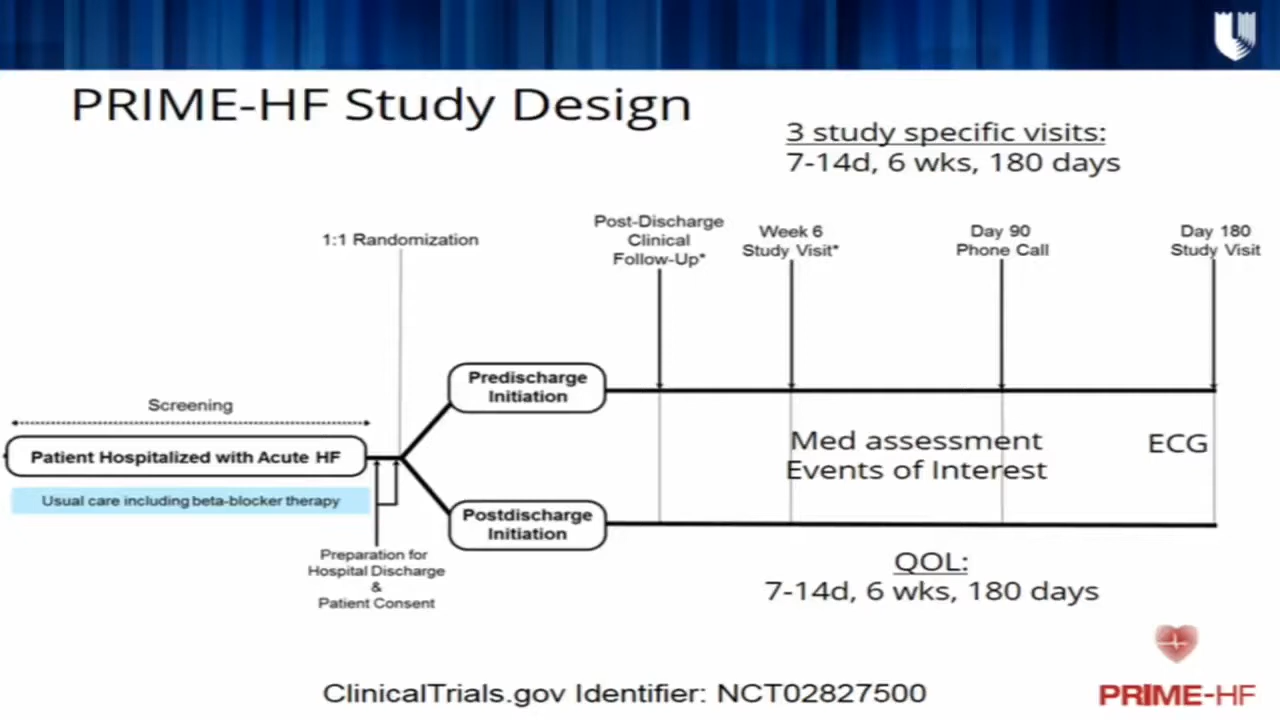 PRIME-HF Study Design
3 study specific visits:
7-14d, 6 wks, 180 days
1:1 Randomization
Post-Discharge
Clinical
Follow-Up*
Week 6
Study Visit*
Day 90
Phone Call
Day 180
Study Visit
Screening
Patient Hospitalized with Acute HF
Usual care including beta-blocker therapy
Preparation for
Hospital Discharge
&
Patient Consent
Predischarge
Initiation
Postdischarge
Initiation
Med assessment
Events of Interest
ECG
QOL:
7-14d, 6 wks, 180 days
ClinicalTrials.gov Identifier: NCT02827500
PRIME-HF